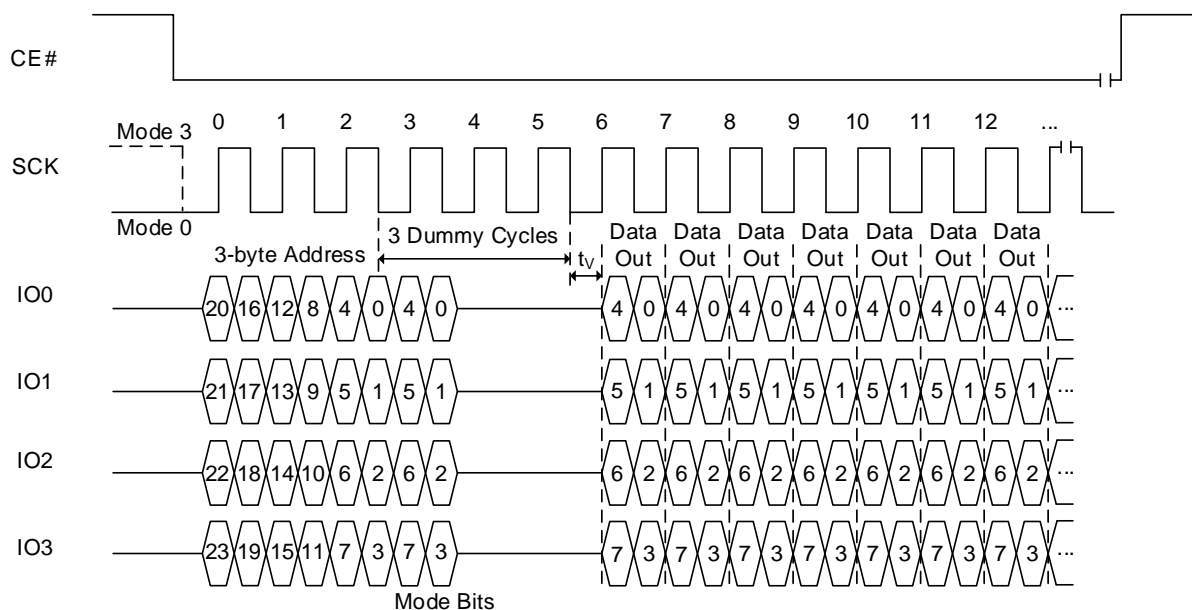 CE#
0 1 2 3 4 5 6 7 8 9 10 11 12 ...
Mode 3
SCK
Mode 0
3 Dummy Cycles
Data Out Data Out Data Out Data Out Data Out Data Out Data Out
3-byte Address
tV
IO0 20 16 12 8 4 0 4 0 4 0 4 0 4 0 4 0 4 0 4 0 4 0 ...
IO1 21 17 13 9 5 1 5 1 5 1 5 1 5 1 5 1 5 1 5 1 5 1 ...
IO2 22 18 14 10 6 2 6 2 6 2 6 2 6 2 6 2 6 2 6 2 6 2 ...
IO3 23 19 15 11 7 3 7 3 7 3 7 3 7 3 7 3 7 3 7 3 7 3 ...
Mode Bits